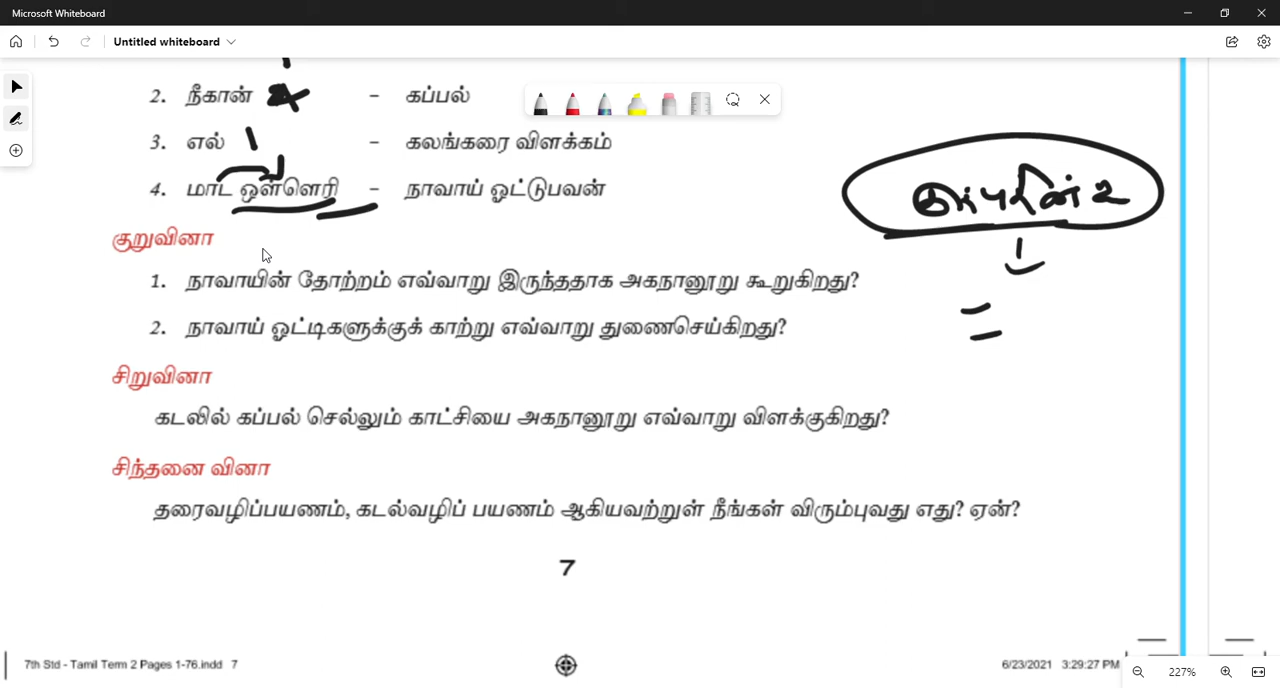 Microsoft Whiteboard
Untitled whiteboard
2. நீகான் - கப்பல்
3. எல் - கலங்கரை விளக்கம்
4. மாட ஒள்ளெரி - நாவாய் ஓட்டுபவன்
குறுவினா
1. நாவாயின் தோற்றம் எவ்வாறு இருந்ததாக அகநானூறு கூறுகிறது?
2. நாவாய் ஓட்டிகளுக்குக் காற்று எவ்வாறு துணைசெய்கிறது?
சிறுவினா
கடலில் கப்பல் செல்லும் காட்சியை அகநானூறு எவ்வாறு விளக்குகிறது?
சிந்தனை வினா
தரைவழிப்பயணம், கடல்வழிப் பயணம் ஆகியவற்றுள் நீங்கள் விரும்புவது எது? ஏன்?
7
7th Std - Tamil Term 2 Pages 1-76.indd 7
6/23/2021 3:29:27 PM
227%